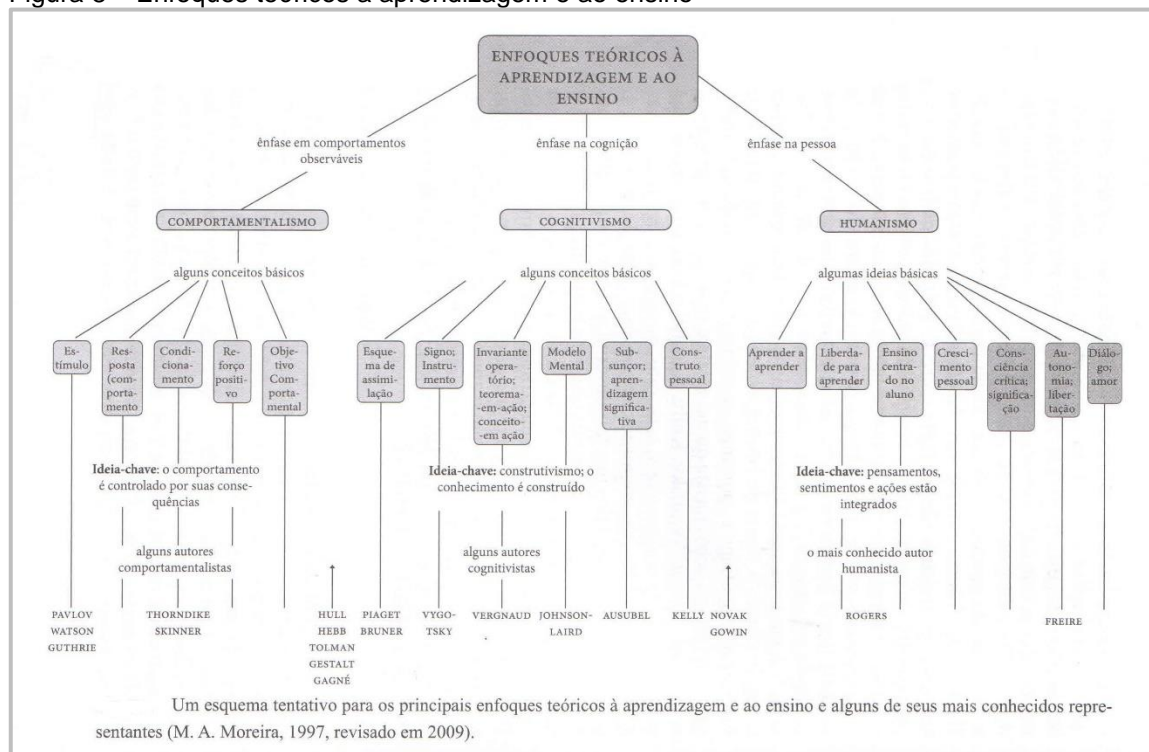 Figura 3 – Enfoques teóricos à aprendizagem e ao ensino
ENFOQUES TEÓRICOS À
APRENDIZAGEM E AO
ENSINO
ênfase em comportamentos
observáveis
ênfase na cognição
ênfase na pessoa
COMPORTAMENTALISMO
COGNITIVISMO
HUMANISMO
alguns conceitos básicos
alguns conceitos básicos
algumas ideias básicas
Es-
tímulo
Res-
posta
(com-
porta-
mento
Condi-
ciona-
mento
Re-
forço
positi-
vo
Objeti-
vo
Com-
porta-
mental
Esque-
ma de
assimi-
lação
Signo;
Instru-
mento
Invariante
opera-
tório;
teorema-
-em-ação;
conceito-
-em ação
Modelo
Mental
Sub-
sunçor;
apren-
dizagem
significa-
tiva
Cons-
truto
pessoal
Aprender a
aprender
Liberda-
de para
aprender
Ensino
centra-
do no
aluno
Cresci-
mento
pessoal
Cons-
ciência
crítica;
significa-
ção
Au-
tono-
mia;
liber-
tação
Diálo-
go;
amor
Ideia-chave: o comportamento
é controlado por suas conse-
quências
Ideia-chave: construtivismo; o
conhecimento é construído
Ideia-chave: pensamentos,
sentimentos e ações estão
integrados
alguns autores
comportamentalistas
alguns autores
cognitivistas
o mais conhecido autor
humanista
PAVLOV
WATSON
GUTHRIE
THORNDIKE
SKINNER
HULL
HEBB
TOLMAN
GESTALT
GAGNÉ
PIAGET
BRUNER
VYGO-
TSKY
VERGNAUD
JOHNSON-
LAIRD
AUSUBEL
KELLY
NOVAK
GOWIN
ROGERS
FREIRE
Um esquema tentativo para os principais enfoques teóricos à aprendizagem e ao ensino e alguns de seus mais conhecidos repre-
sentantes (M. A. Moreira, 1997, revisado em 2009).